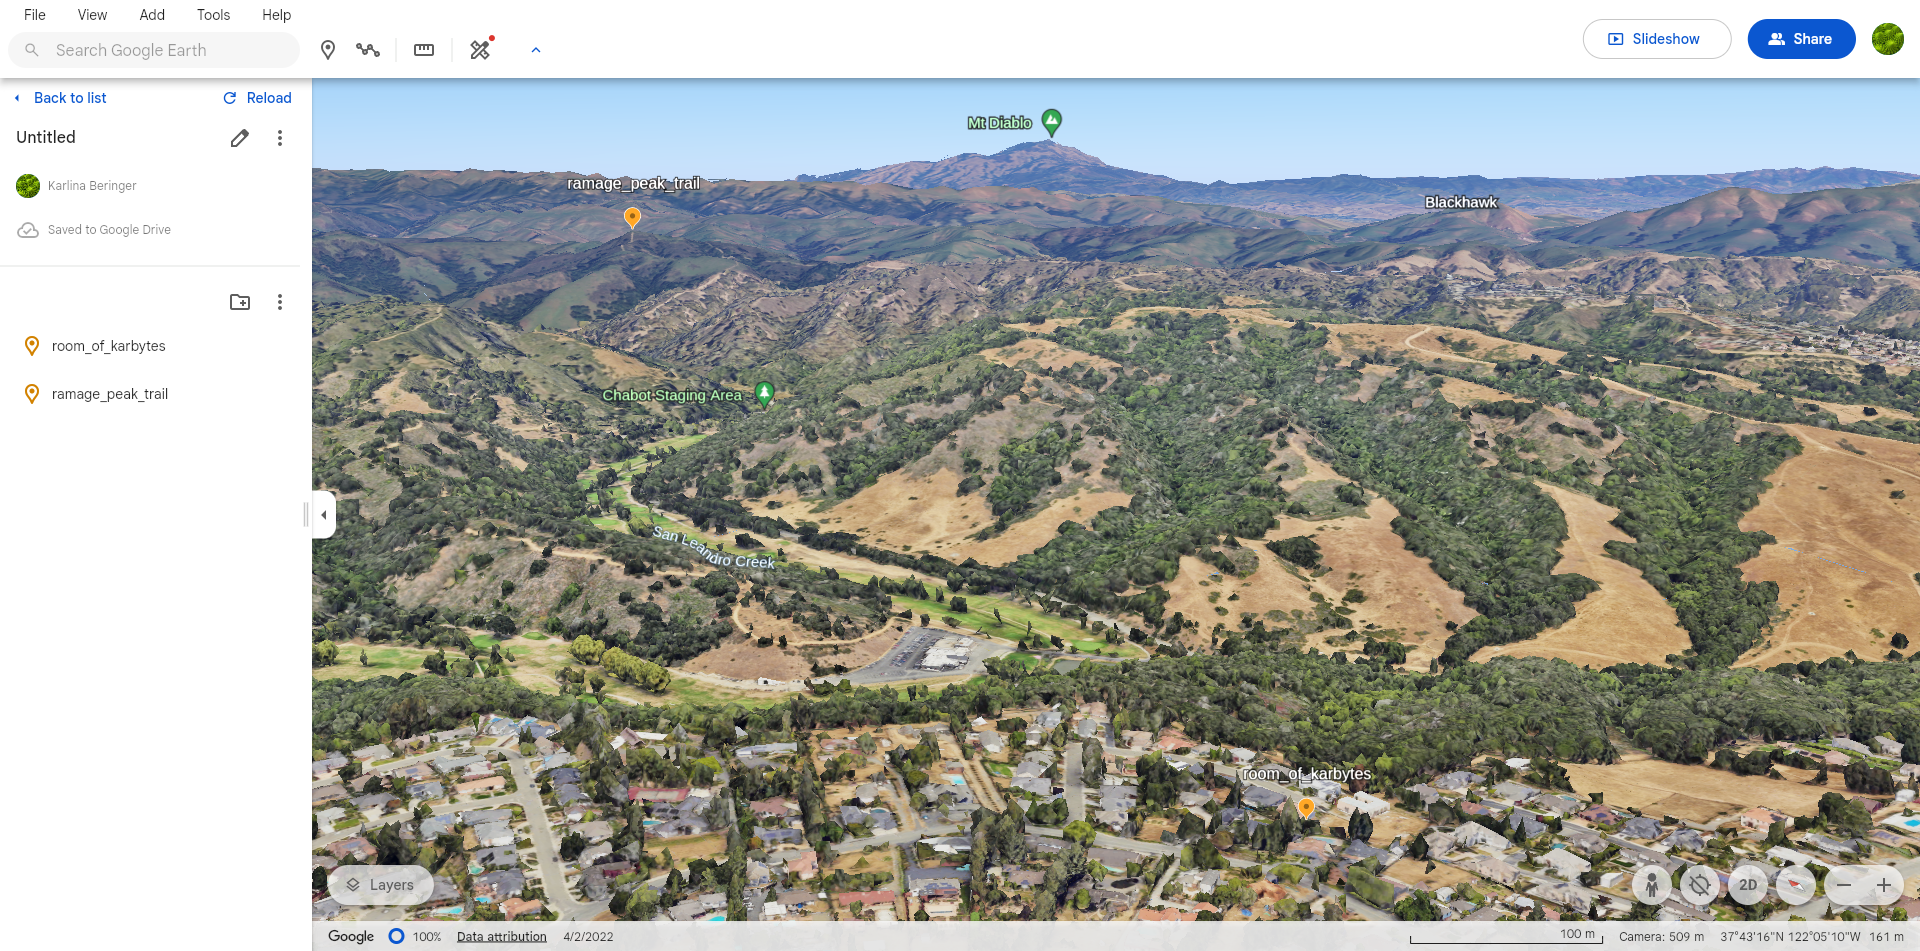 File View Add Tools Help
Search Google Earth
Slideshow
Share
Back to list
Reload
Untitled
Karlina Beringer
Saved to Google Drive
room_of_karbytes
ramage_peak_trail
Mt Diablo
ramage_peak_trail
Blackhawk
Chabot Staging Area
San Leandro Creek
room_of_karbytes
Layers
2D
Google 100% Data attribution 4/2/2022
100 m
Camera: 509 m 37°43'16"N 122°05'10"W 161 m